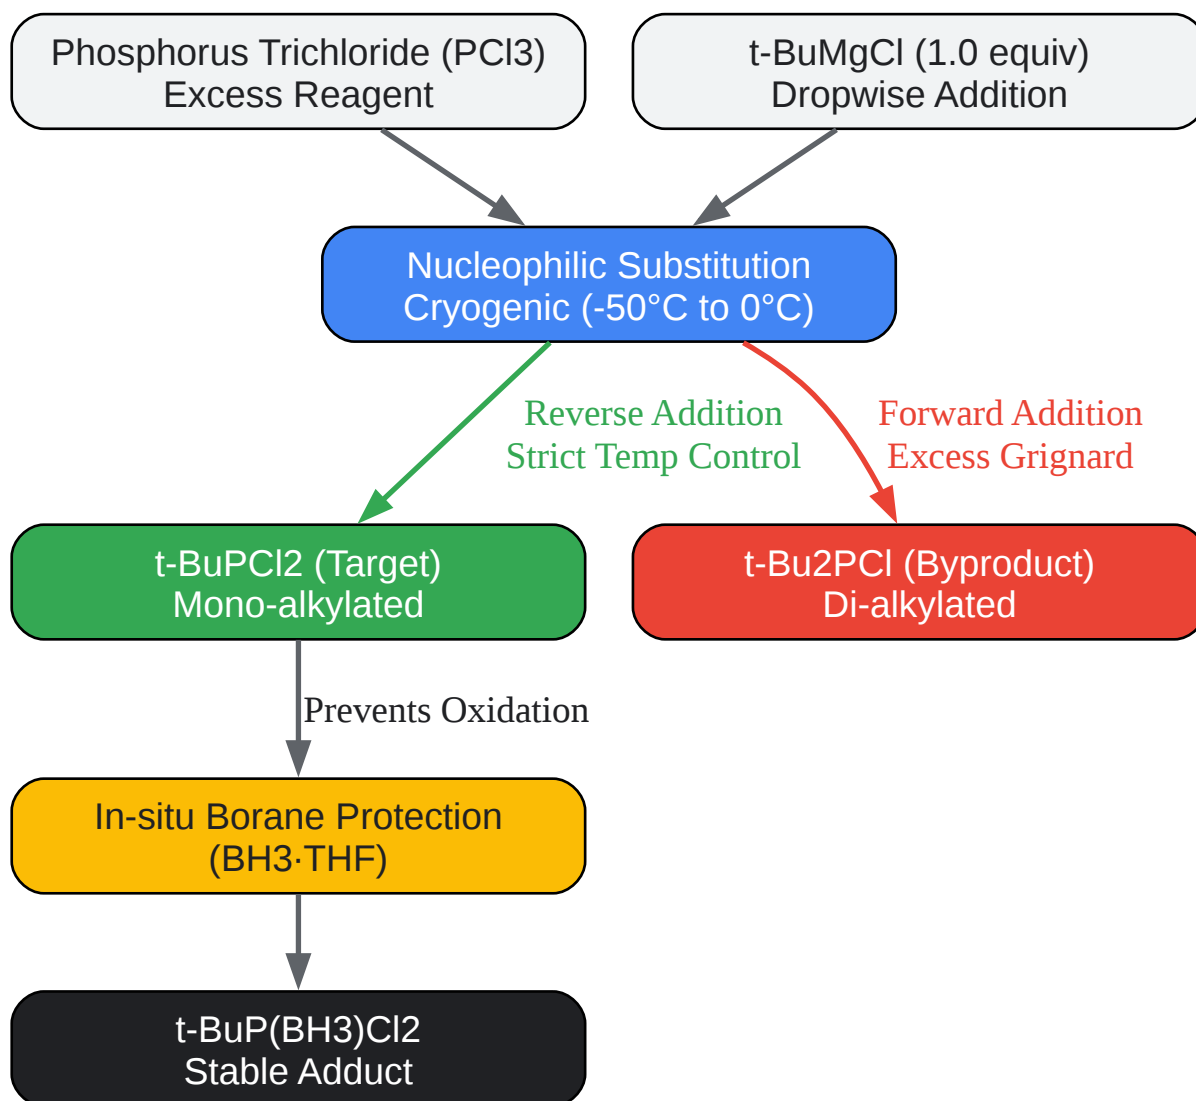 Phosphorus Trichloride (PCl3)
Excess Reagent
t-BuMgCl (1.0 equiv)
Dropwise Addition
Nucleophilic Substitution
Cryogenic (-50°C to 0°C)
Reverse Addition
Strict Temp Control
Forward Addition
Excess Grignard
t-BuPCl2 (Target)
Mono-alkylated
t-Bu2PCl (Byproduct)
Di-alkylated
Prevents Oxidation
In-situ Borane Protection
(BH3·THF)
t-BuP(BH3)Cl2
Stable Adduct